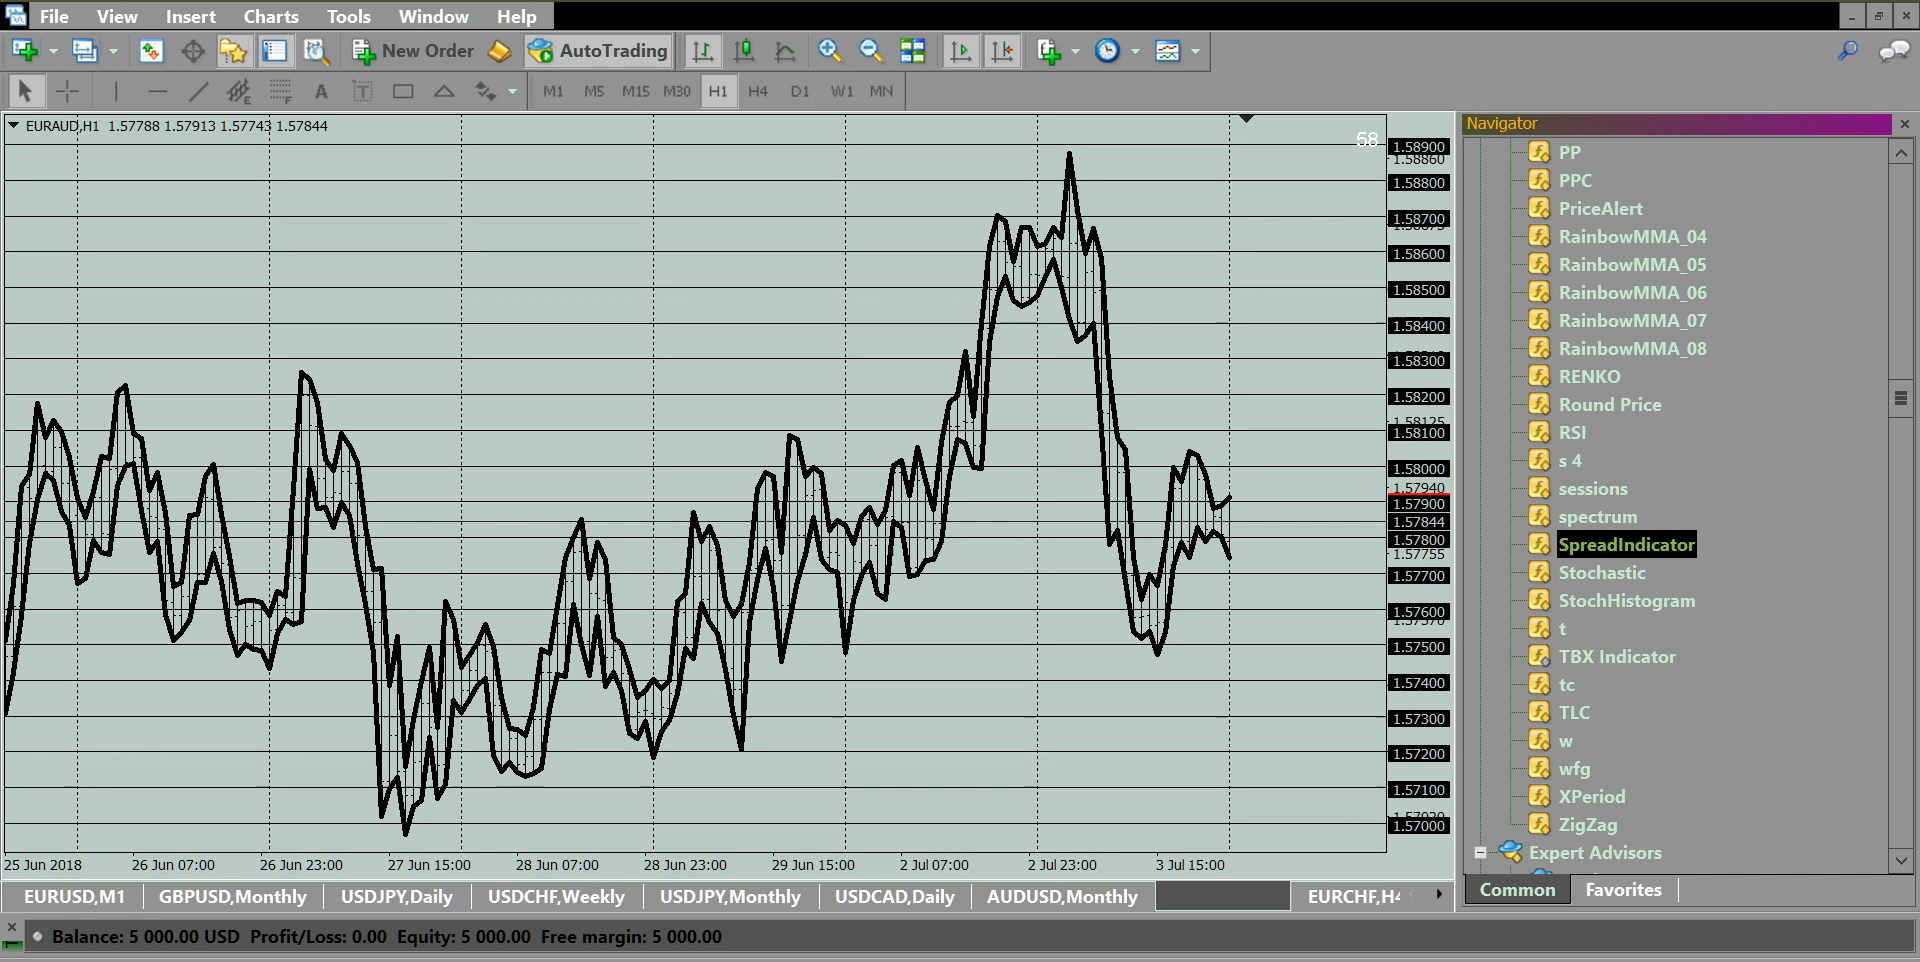 File View Insert Charts Tools Window Help
New Order AutoTrading
A T M1 M5 M15 M30 H1 H4 D1 W1 MN
EURAUD,H1 1.57788 1.57913 1.57743 1.57844
58
1.58900
1.58860
1.58800
1.58700
1.58600
1.58500
1.58400
1.58300
1.58200
1.58125
1.58100
1.58000
1.57940
1.57900
1.57844
1.57800
1.57755
1.57700
1.57600
1.57570
1.57500
1.57400
1.57300
1.57200
1.57100
1.57000
25 Jun 2018 26 Jun 07:00 26 Jun 23:00 27 Jun 15:00 28 Jun 07:00 28 Jun 23:00 29 Jun 15:00 2 Jul 07:00 2 Jul 23:00 3 Jul 15:00
EURUSD,M1 GBPUSD,Monthly USDJPY,Daily USDCHF,Weekly USDJPY,Monthly USDCAD,Daily AUDUSD,Monthly EURCHF,H4
Navigator
PP
PPC
PriceAlert
RainbowMMA_04
RainbowMMA_05
RainbowMMA_06
RainbowMMA_07
RainbowMMA_08
RENKO
Round Price
RSI
s 4
sessions
spectrum
SpreadIndicator
Stochastic
StochHistogram
t
TBX Indicator
tc
TLC
w
wfg
XPeriod
ZigZag
Expert Advisors
Common Favorites
Balance: 5 000.00 USD Profit/Loss: 0.00 Equity: 5 000.00 Free margin: 5 000.00